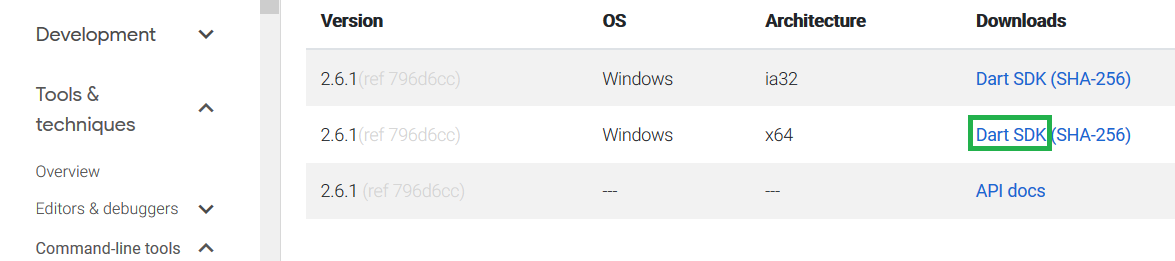 Development
Tools &
techniques
Overview
Editors & debuggers
Command-line tools
Version OS Architecture Downloads
2.6.1(ref 796d6cc) Windows ia32 Dart SDK (SHA-256)
2.6.1(ref 796d6cc) Windows x64 Dart SDK (SHA-256)
2.6.1 (ref 796d6cc) --- --- API docs